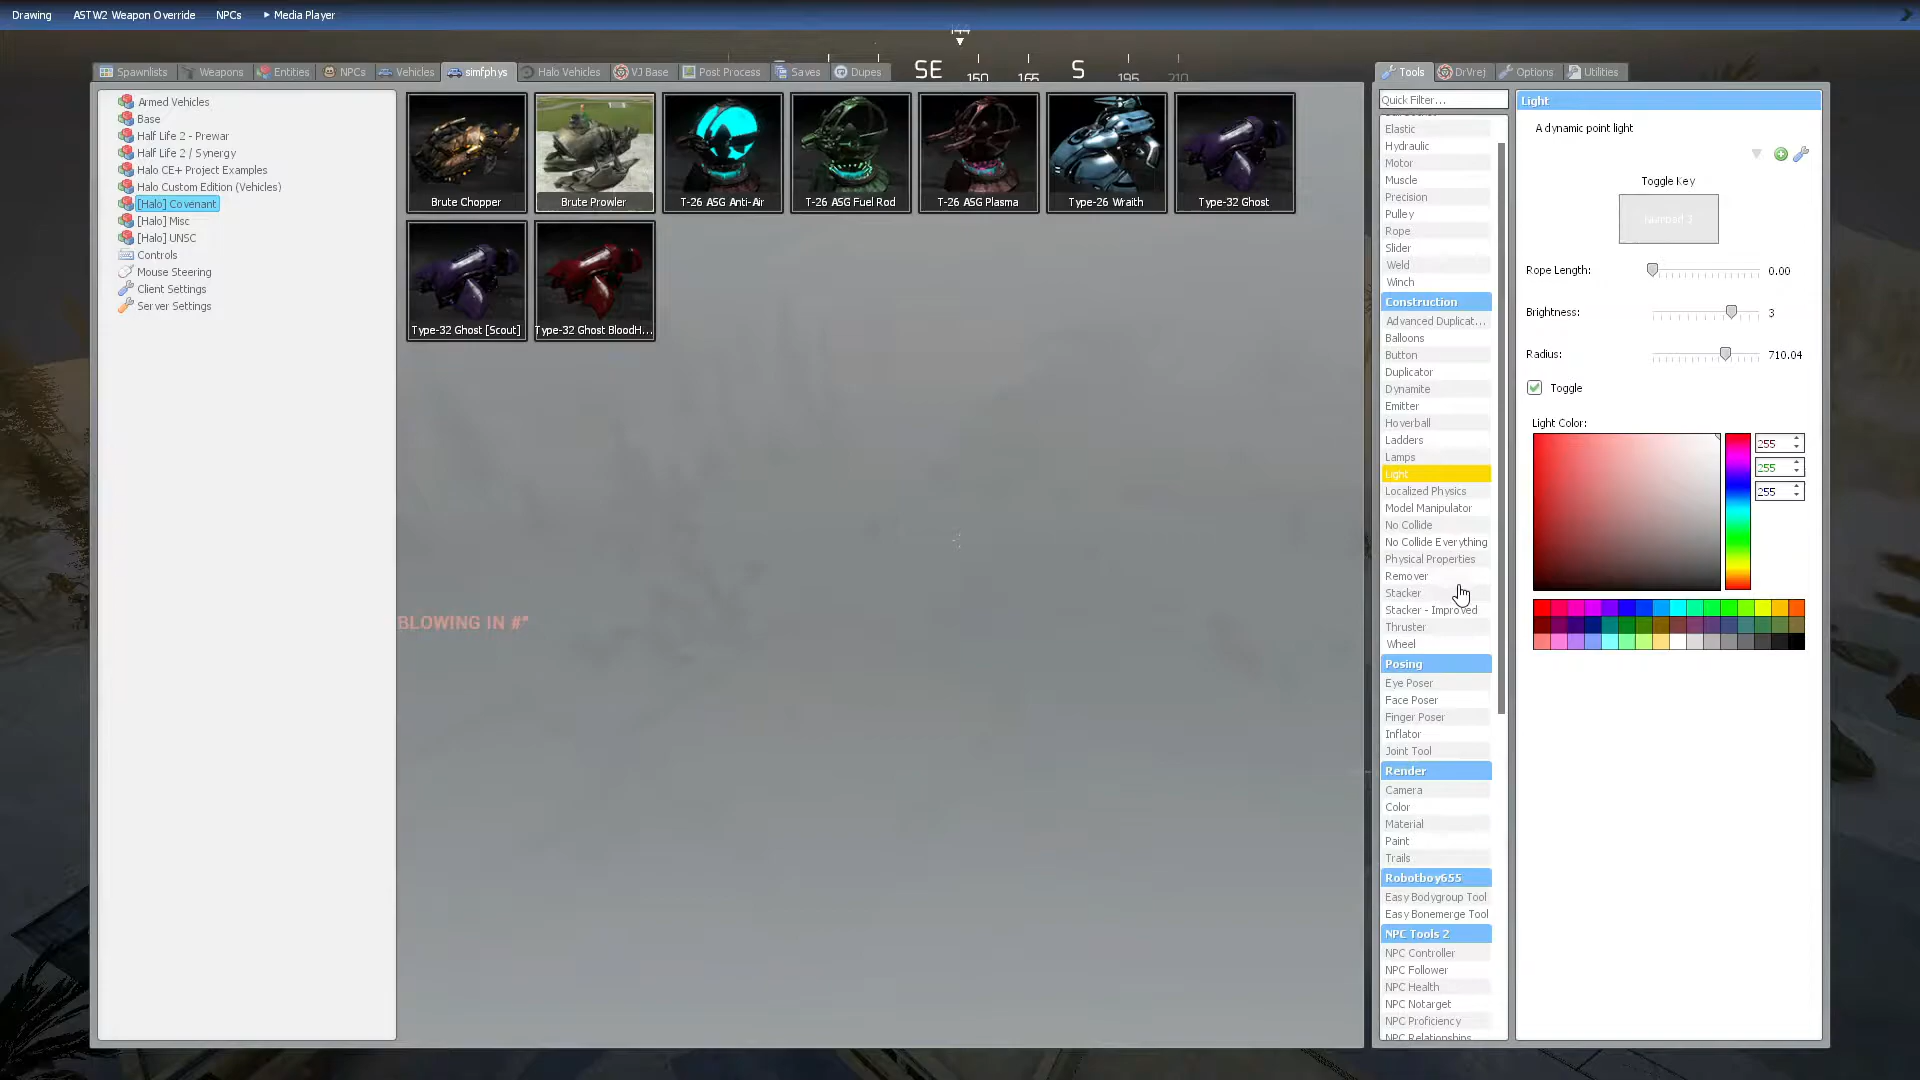 Drawing ASTW2 Weapon Override NPCs Media Player
SE 150 165 S 195 210
Spawnlists Weapons Entities NPCs Vehicles simfphys Halo Vehicles VJ Base Post Process Saves Dupes
Tools DrVrej Options Utilities
Armed Vehicles
Base
Half Life 2 - Prewar
Half Life 2 / Synergy
Halo CE+ Project Examples
Halo Custom Edition (Vehicles)
[Halo] Covenant
[Halo] Misc
[Halo] UNSC
Controls
Mouse Steering
Client Settings
Server Settings
Brute Chopper
Brute Prowler
T-26 ASG Anti-Air
T-26 ASG Fuel Rod
T-26 ASG Plasma
Type-26 Wraith
Type-32 Ghost
Type-32 Ghost [Scout]
Type-32 Ghost BloodH...
BLOWING IN #"
Quick Filter...
Elastic
Hydraulic
Motor
Muscle
Precision
Pulley
Rope
Slider
Weld
Winch
Construction
Advanced Duplicat...
Balloons
Button
Duplicator
Dynamite
Emitter
Hoverball
Ladders
Lamps
Light
Localized Physics
Model Manipulator
No Collide
No Collide Everything
Physical Properties
Remover
Stacker
Stacker - Improved
Thruster
Wheel
Posing
Eye Poser
Face Poser
Finger Poser
Inflator
Joint Tool
Render
Camera
Color
Material
Paint
Trails
Robotboy655
Easy Bodygroup Tool
Easy Bonemerge Tool
NPC Tools 2
NPC Controller
NPC Follower
NPC Health
NPC Notarget
NPC Proficiency
NPC Relationships
Light
A dynamic point light
Toggle Key
Rope Length: 0.00
Brightness: 3
Radius: 710.04
Toggle
Light Color:
255
255
255